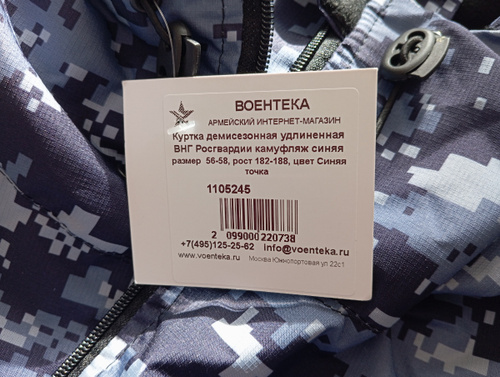 ВОЕНТЕКА
АРМЕЙСКИЙ ИНТЕРНЕТ-МАГАЗИН
Куртка демисезонная удлиненная
ВНГ Росгвардии камуфляж синяя
размер 56-58, рост 182-188, цвет Синяя
точка
1105245
2 099000 220738
+7(495)125-25-62 info@voenteka.ru
www.voenteka.ru Москва Южнопортовая ул 22с1